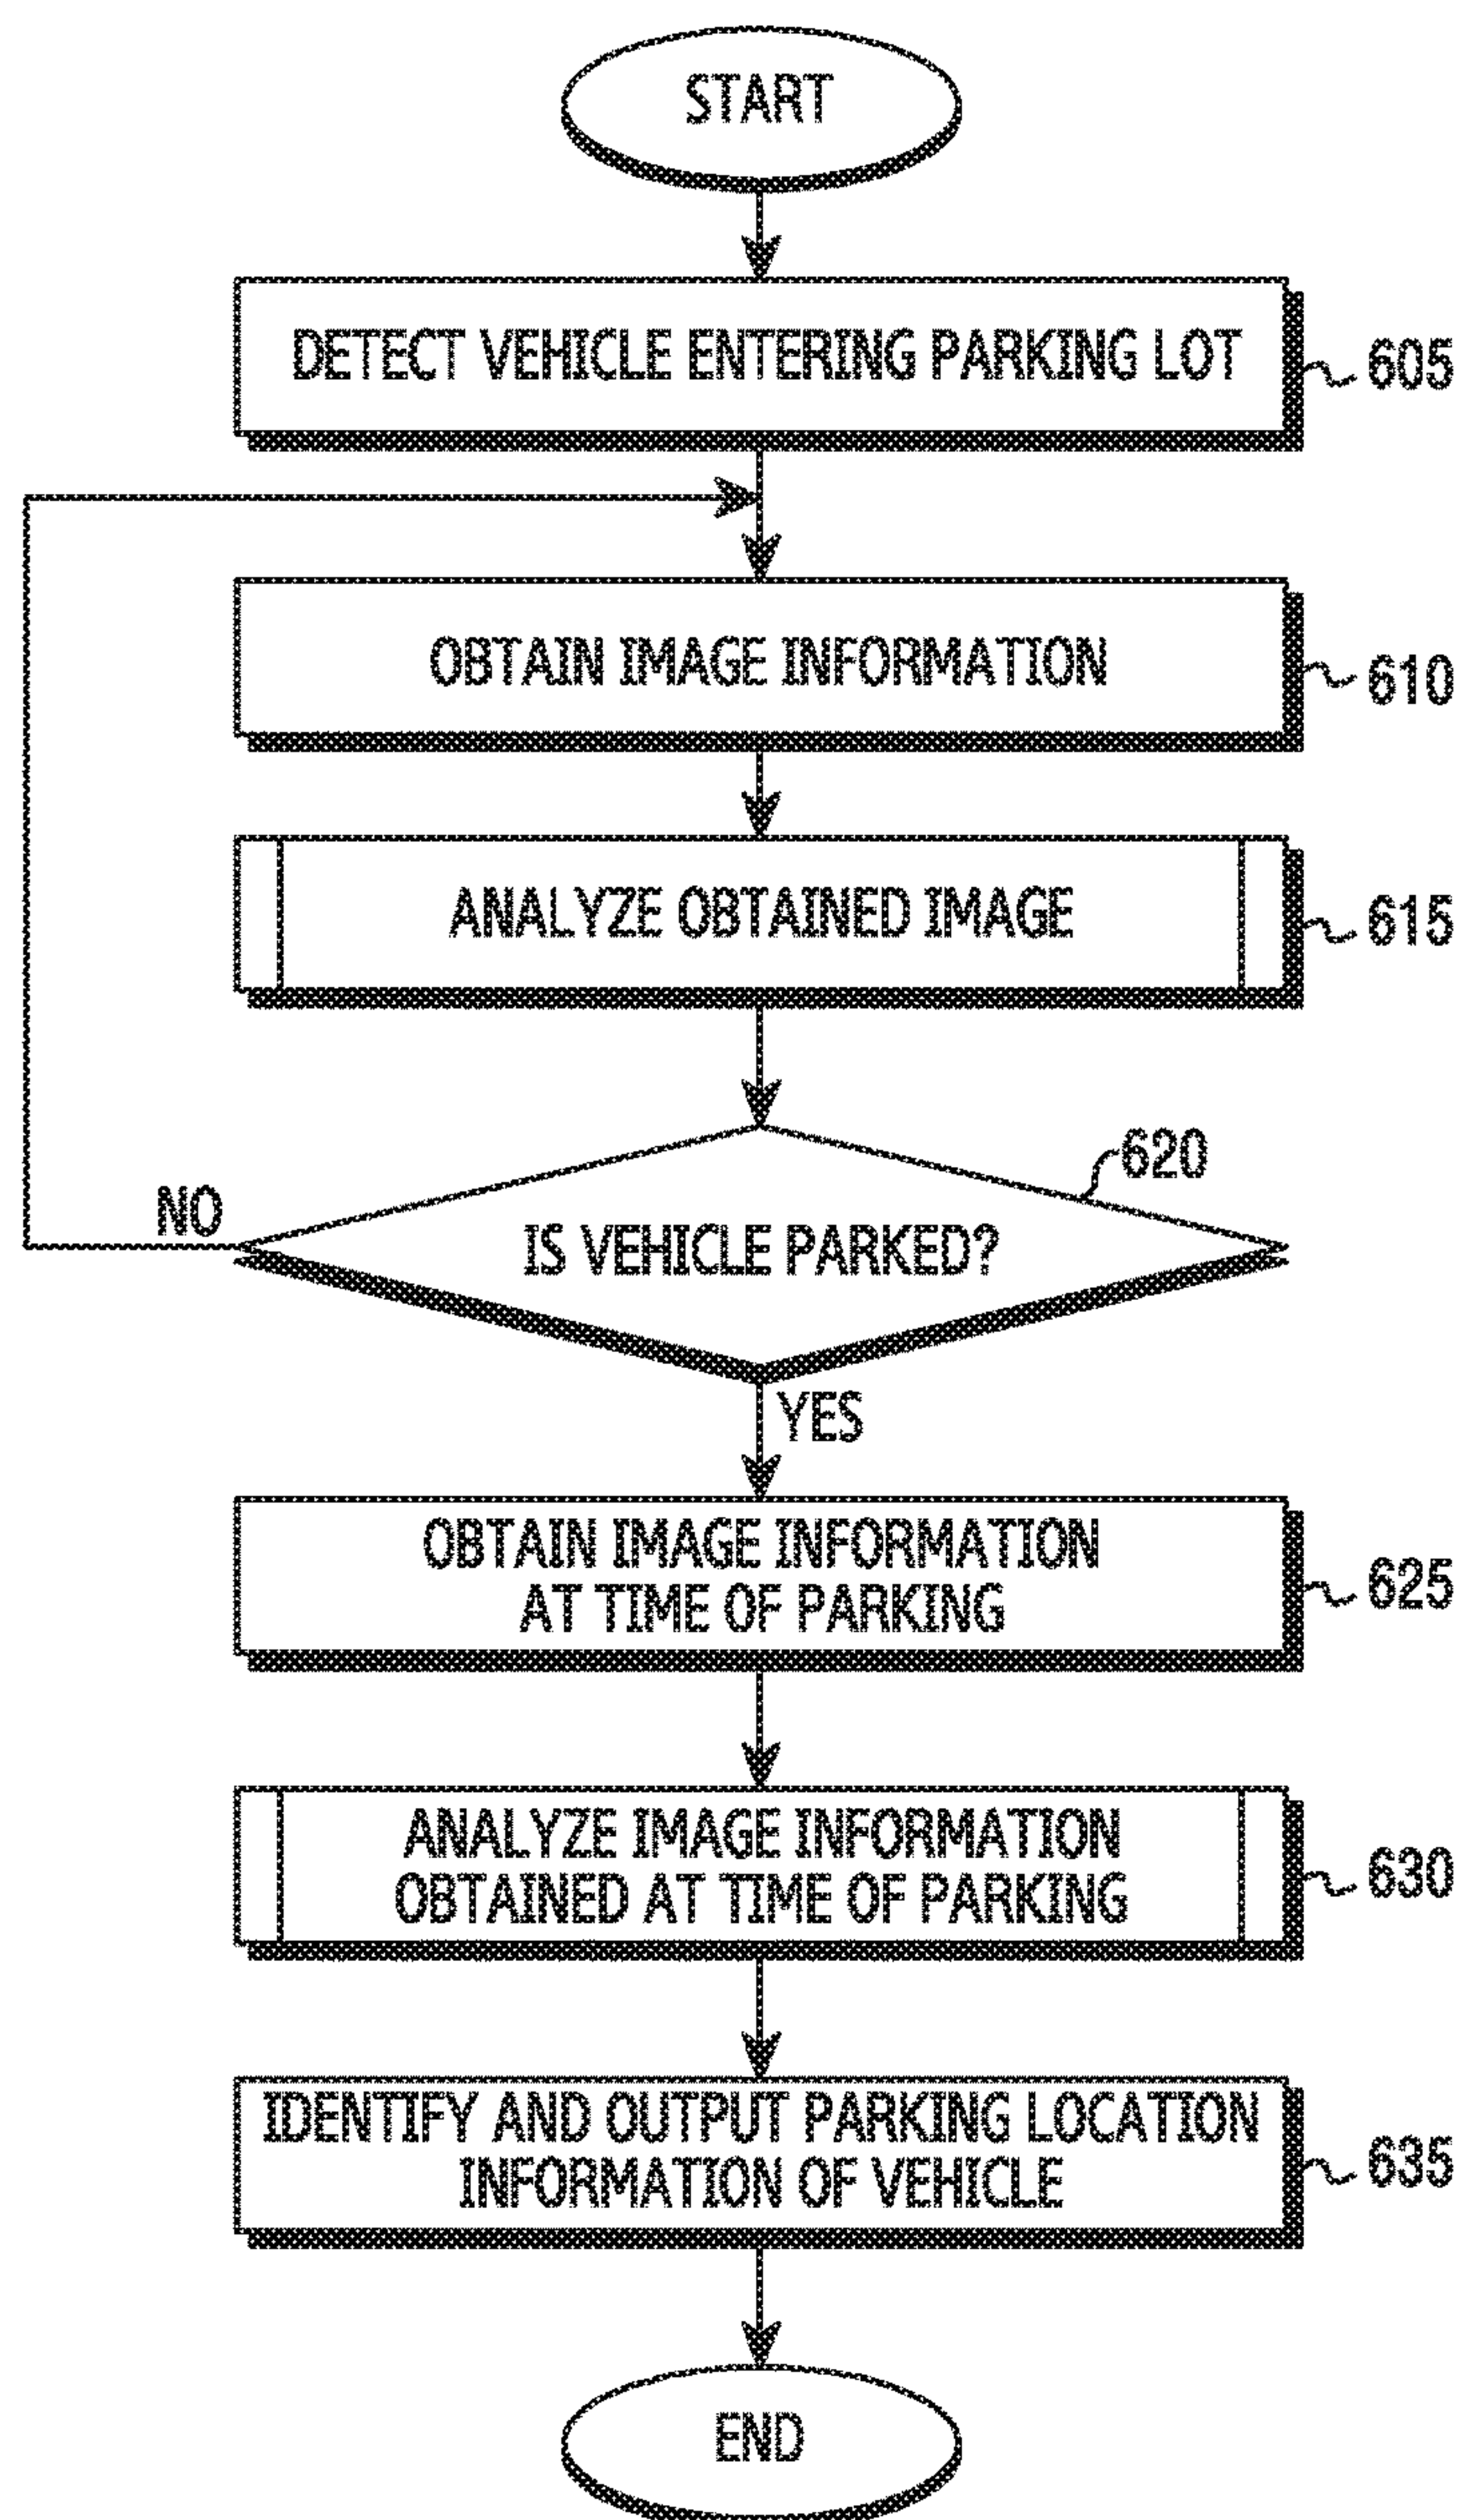 START
DETECT VEHICLE ENTERING PARKING LOT
605
OBTAIN IMAGE INFORMATION
610
ANALYZE OBTAINED IMAGE
615
620
NO
IS VEHICLE PARKED?
YES
OBTAIN IMAGE INFORMATION
AT TIME OF PARKING
625
ANALYZE IMAGE INFORMATION
OBTAINED AT TIME OF PARKING
630
IDENTIFY AND OUTPUT PARKING LOCATION
INFORMATION OF VEHICLE
635
END